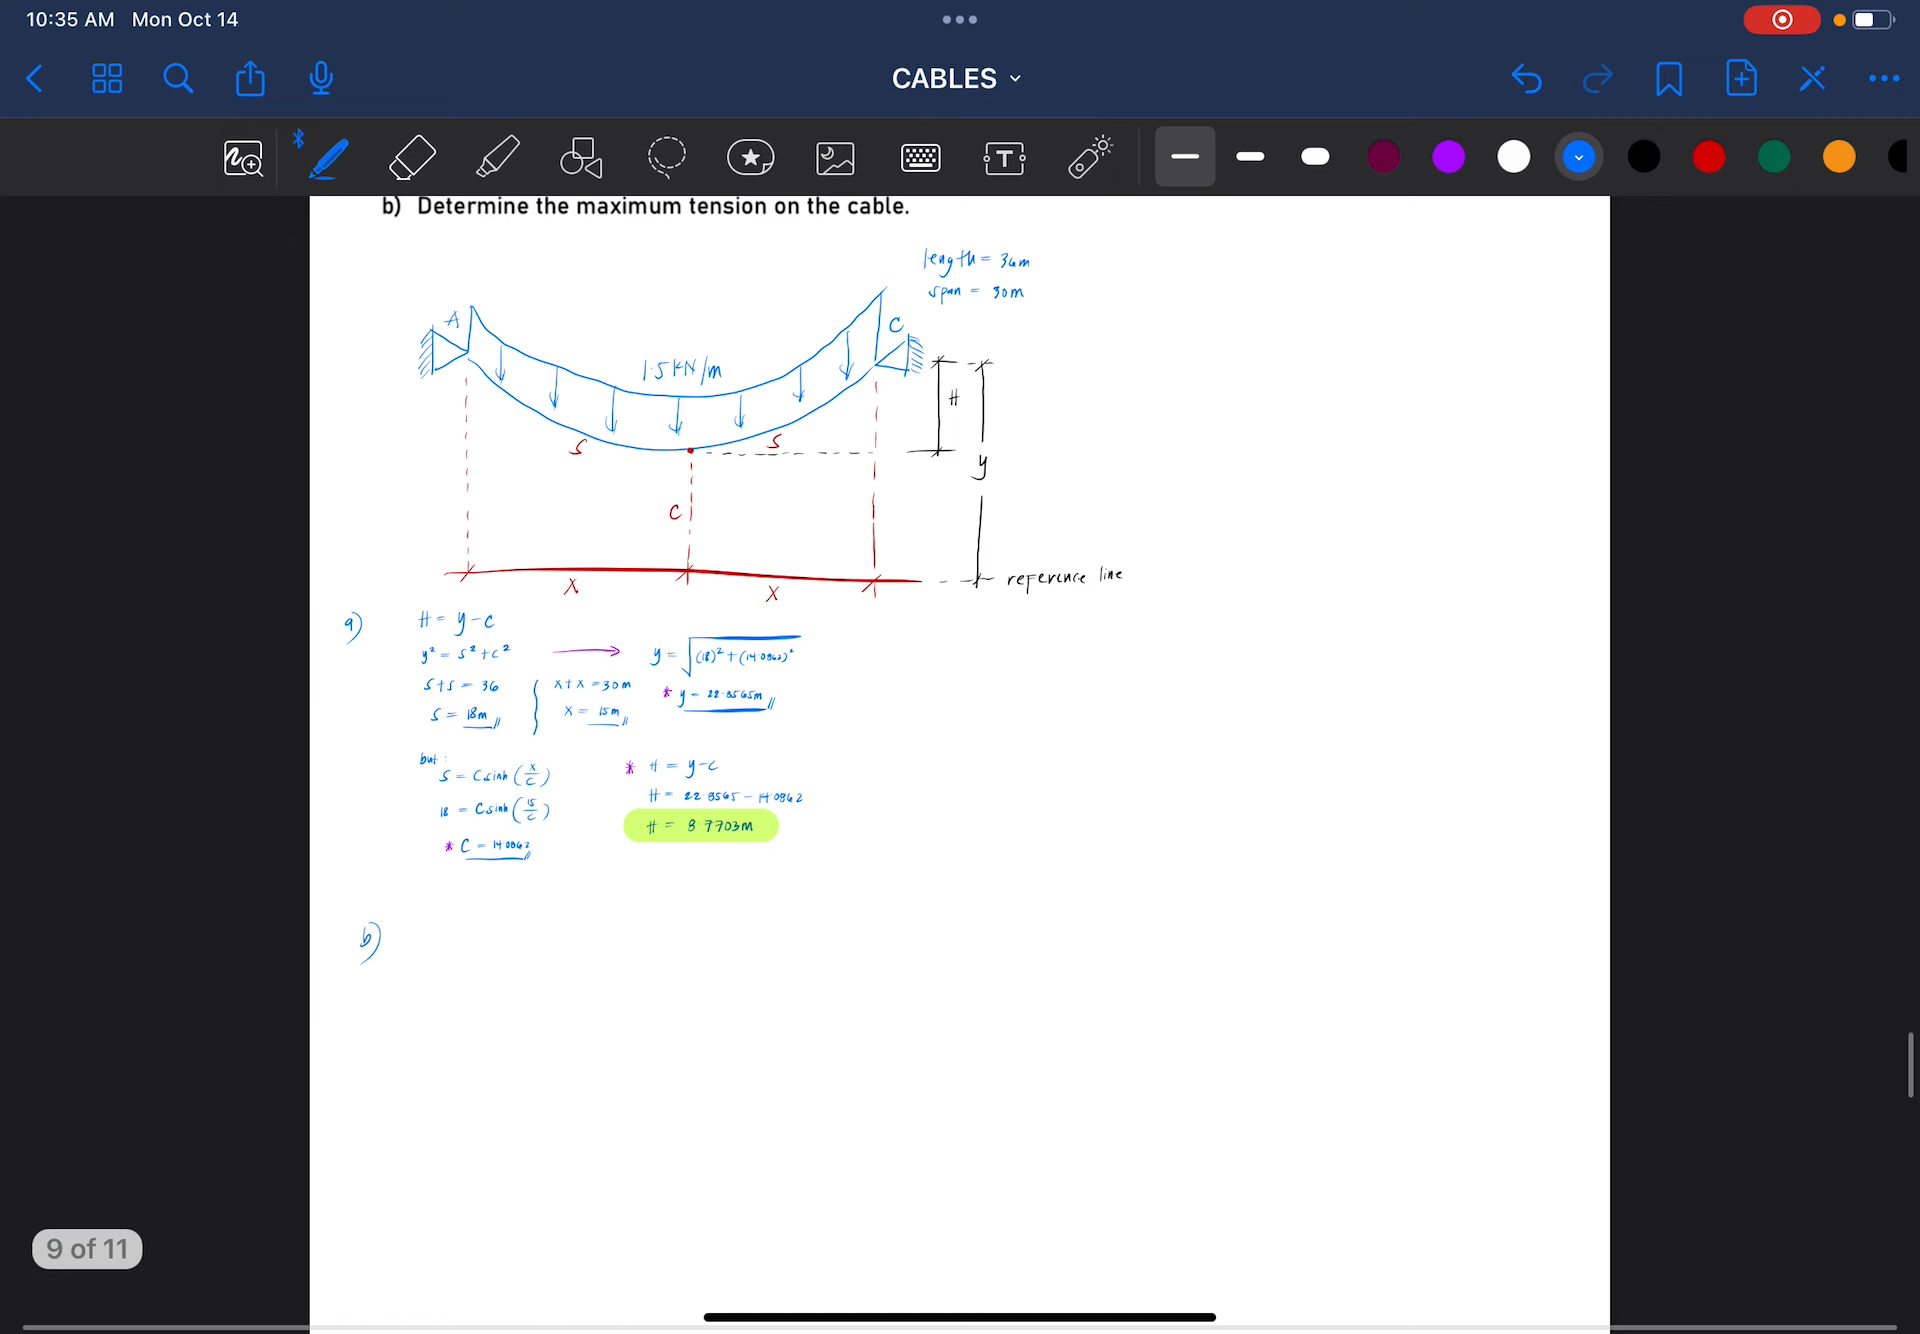 10:35 AM Mon Oct 14
CABLES
T
b) Determine the maximum tension on the cable.
length = 36m
span = 30m
A
C
1.5 kN/m
H
S
S
y
C
X
X
reference line
a)
H = y - c
y² = s² + c²
y = √(18)² + (14.0862)²
S + S = 36
x + x = 30m
* y = 22.8565m
S = 18m
x = 15m
but :
S = C sinh (x/c)
* H = y - c
18 = C sinh (15/c)
H = 22.8565 - 14.0862
H = 8.7703m
* C = 14.0862
b)
9 of 11